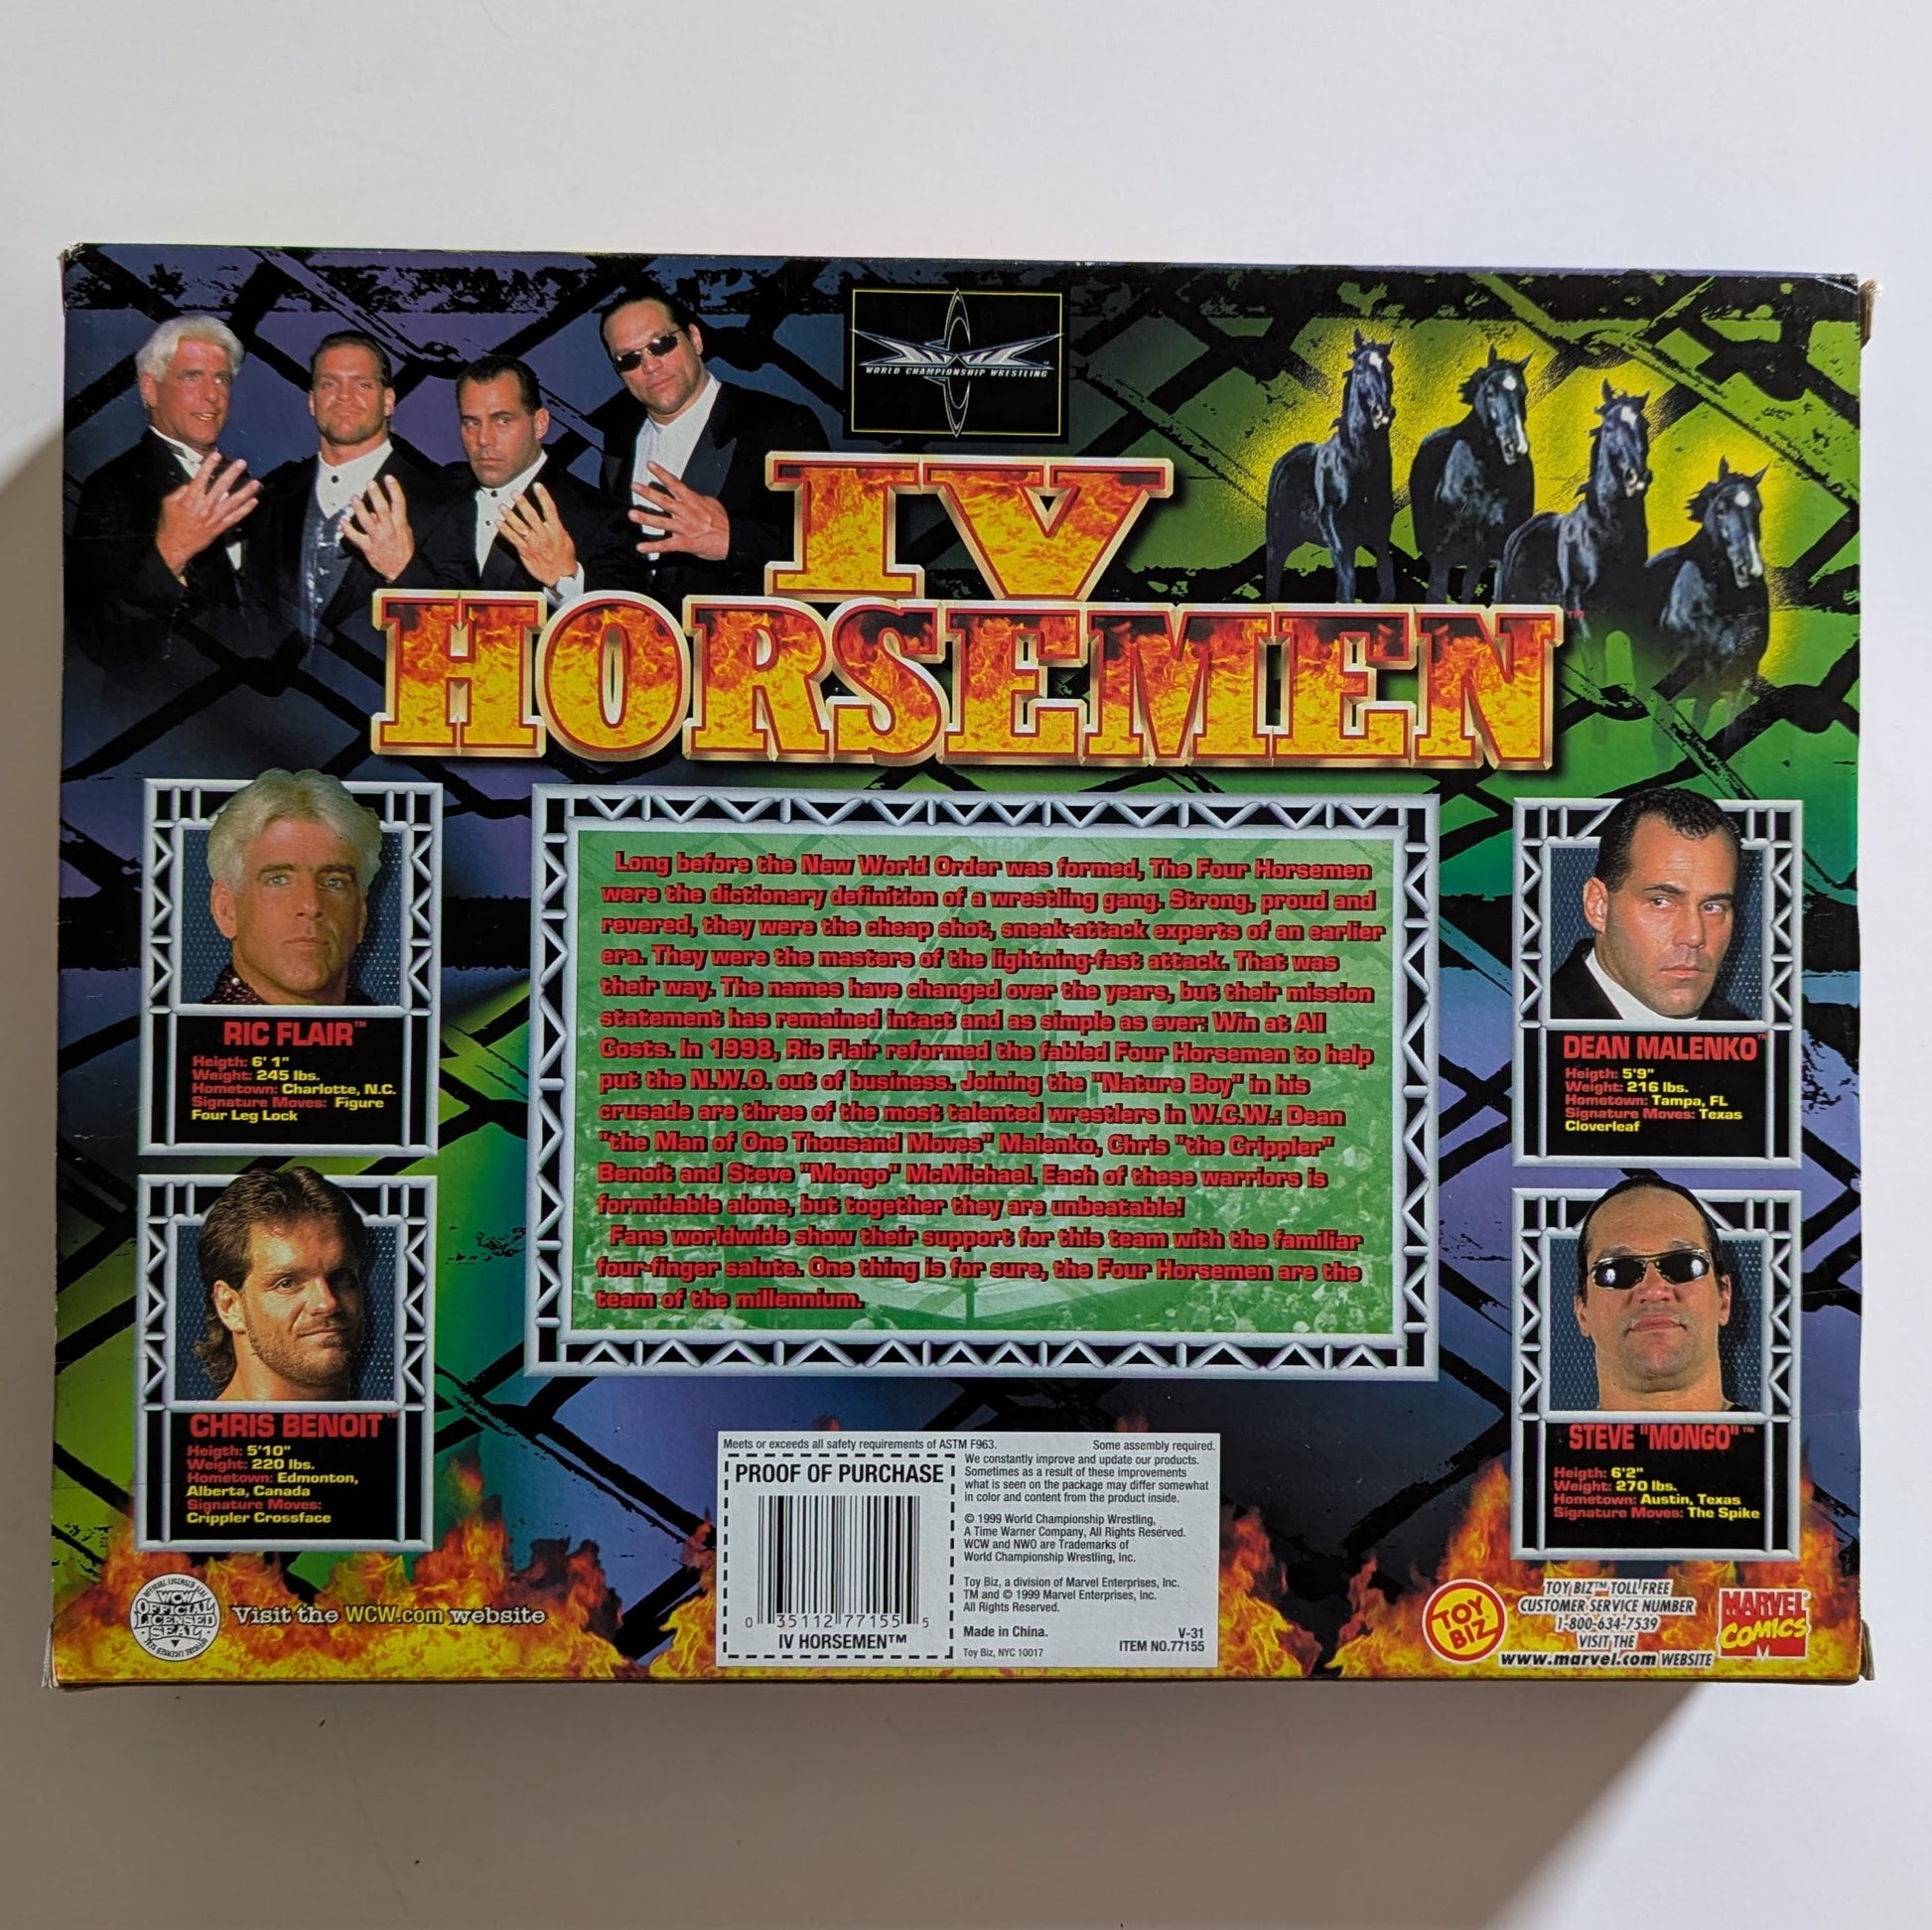 WCW
WORLD CHAMPIONSHIP WRESTLING
IV
HORSEMEN™
RIC FLAIR™
Heigth: 6' 1"
Weight: 245 lbs.
Hometown: Charlotte, N.C.
Signature Moves: Figure
Four Leg Lock
CHRIS BENOIT™
Heigth: 5'10"
Weight: 220 lbs.
Hometown: Edmonton,
Alberta, Canada
Signature Moves:
Crippler Crossface
Long before the New World Order was formed, The Four Horsemen
were the dictionary definition of a wrestling gang. Strong, proud and
revered, they were the cheap shot, sneak-attack experts of an earlier
era. They were the masters of the lightning-fast attack. That was
their way. The names have changed over the years, but their mission
statement has remained intact and as simple as ever: Win at All
Costs. In 1998, Ric Flair reformed the fabled Four Horsemen to help
put the N.W.O. out of business. Joining the "Nature Boy" in his
crusade are three of the most talented wrestlers in W.C.W.: Dean
"the Man of One Thousand Moves" Malenko, Chris "the Crippler"
Benoit and Steve "Mongo" McMichael. Each of these warriors is
formidable alone, but together they are unbeatable!
Fans worldwide show their support for this team with the familiar
four-finger salute. One thing is for sure, the Four Horsemen are the
team of the millennium.
DEAN MALENKO™
Heigth: 5'9"
Weight: 216 lbs.
Hometown: Tampa, FL
Signature Moves: Texas
Cloverleaf
STEVE "MONGO"™
Heigth: 6'2"
Weight: 270 lbs.
Hometown: Austin, Texas
Signature Moves: The Spike
OFFICIAL LICENSED SEAL
WCW
OFFICIAL
LICENSED
SEAL
OFFICIAL LICENSED SEAL
Visit the WCW.com website
Meets or exceeds all safety requirements of ASTM F963. Some assembly required.
PROOF OF PURCHASE
0 35112 77155 5
IV HORSEMEN™
We constantly improve and update our products.
Sometimes as a result of these improvements
what is seen on the package may differ somewhat
in color and content from the product inside.
© 1999 World Championship Wrestling,
A Time Warner Company, All Rights Reserved.
WCW and NWO are Trademarks of
World Championship Wrestling, Inc.
Toy Biz, a division of Marvel Enterprises, Inc.
TM and © 1999 Marvel Enterprises, Inc.
All Rights Reserved.
Made in China.
Toy Biz, NYC 10017
V-31
ITEM NO.77155
TOY
BIZ
TOY BIZ™ TOLL FREE
CUSTOMER SERVICE NUMBER
1-800-634-7539
VISIT THE
www.marvel.com WEBSITE
MARVEL
COMICS
M